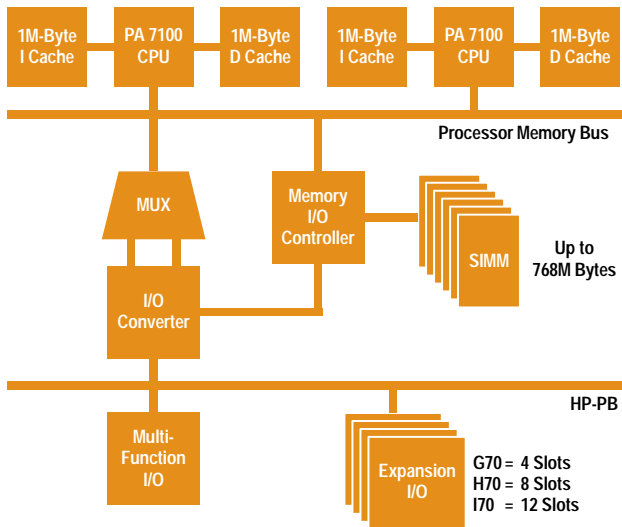 1M-Byte
I Cache
PA 7100
CPU
1M-Byte
D Cache
1M-Byte
I Cache
PA 7100
CPU
1M-Byte
D Cache
Processor Memory Bus
MUX
Memory
I/O
Controller
SIMM
Up to
768M Bytes
I/O
Converter
HP-PB
Multi-
Function
I/O
Expansion
I/O
G70 = 4 Slots
H70 = 8 Slots
I70 = 12 Slots